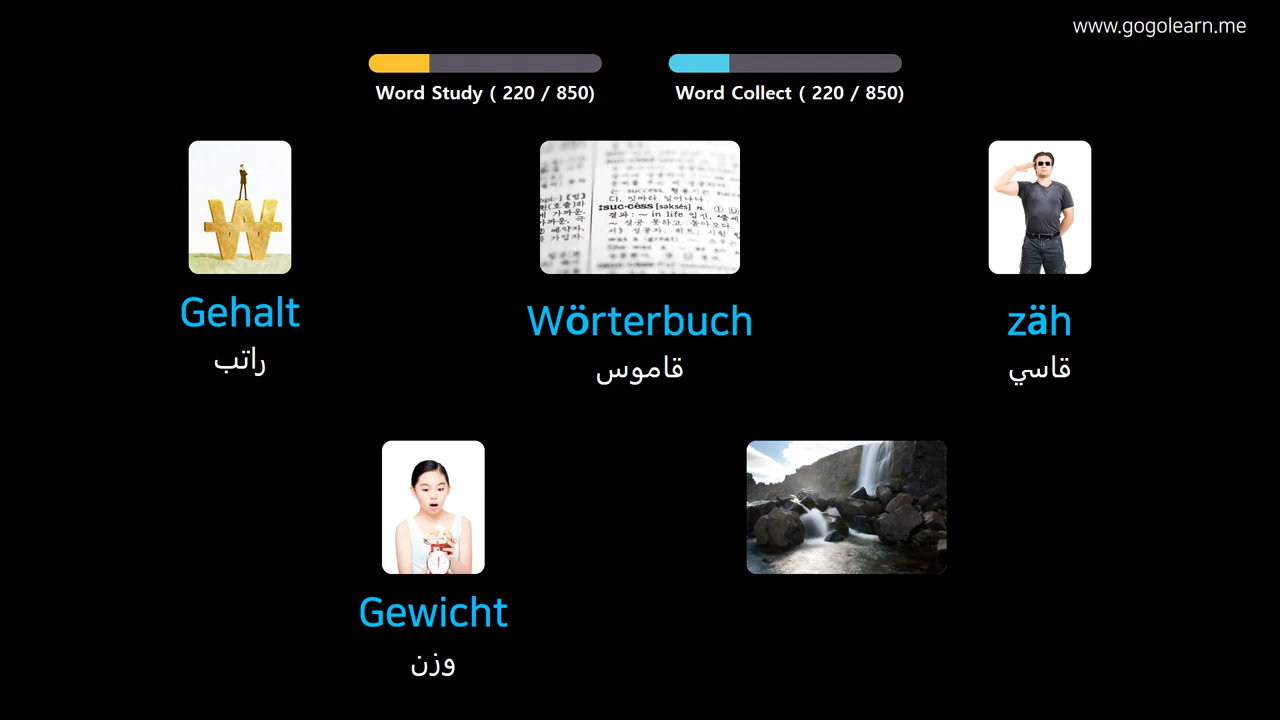 www.gogolearn.me
Word Study ( 220 / 850)
Word Collect ( 220 / 850)
Gehalt
راتب
Wörterbuch
قاموس
zäh
قاسي
Gewicht
وزن